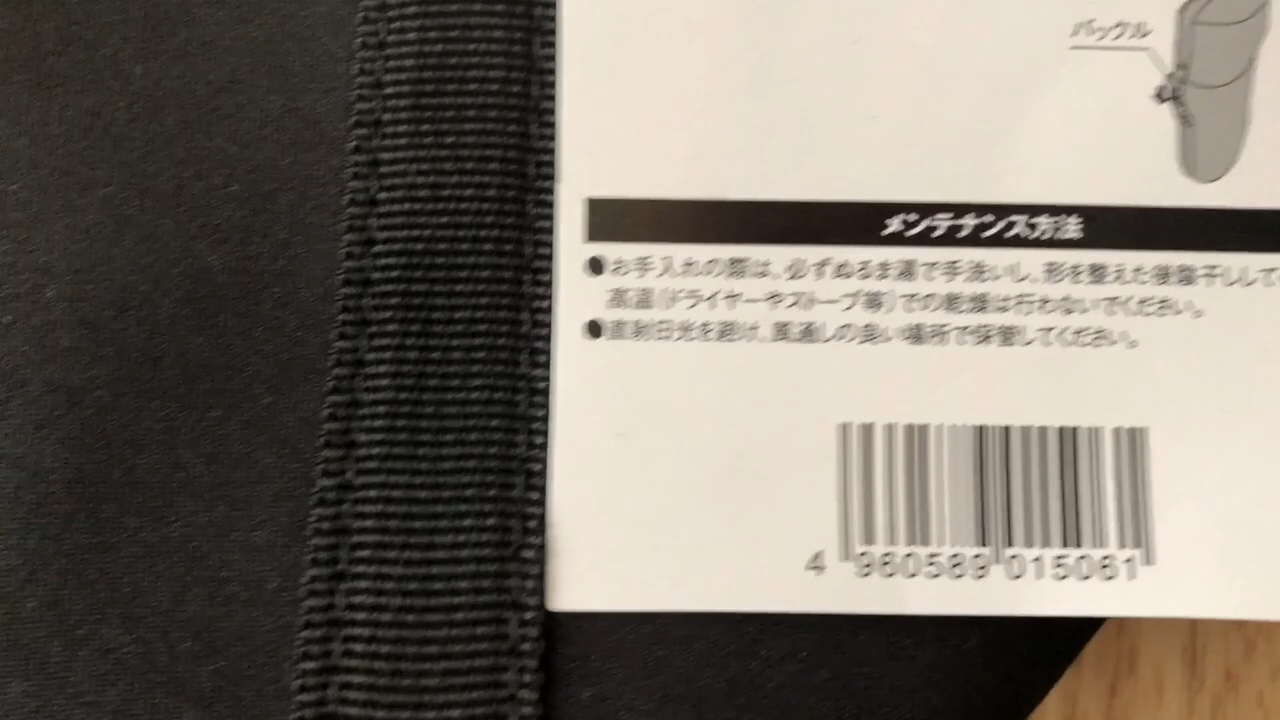 バックル
メンテナンス方法
●お手入れの際は、必ずぬるま湯で手洗いし、形を整えた後陰干しして
高温(ドライヤーやストーブ等)での乾燥は行わないでください。
●直射日光を避け、風通しの良い場所で保管してください。
4 960589 015061